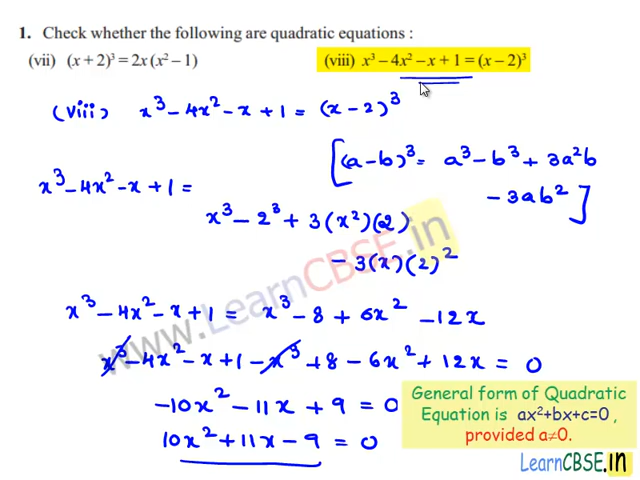 1. Check whether the following are quadratic equations :
(vii) (x + 2)³ = 2x (x² – 1) (viii) x³ – 4x² – x + 1 = (x – 2)³
(viii) x³ – 4x² – x + 1 = (x – 2)³
[(a – b)³ = a³ – b³ + 3a²b
– 3ab²]
x³ – 4x² – x + 1 =
x³ – 2³ + 3(x²)(2)
– 3(x)(2)²
x³ – 4x² – x + 1 = x³ – 8 + 6x² – 12x
x³ – 4x² – x + 1 – x³ + 8 – 6x² + 12x = 0
–10x² – 11x + 9 = 0
10x² + 11x – 9 = 0
General form of Quadratic
Equation is ax²+bx+c=0 ,
provided a≠0.
LearnCBSE.in
www.LearnCBSE.in